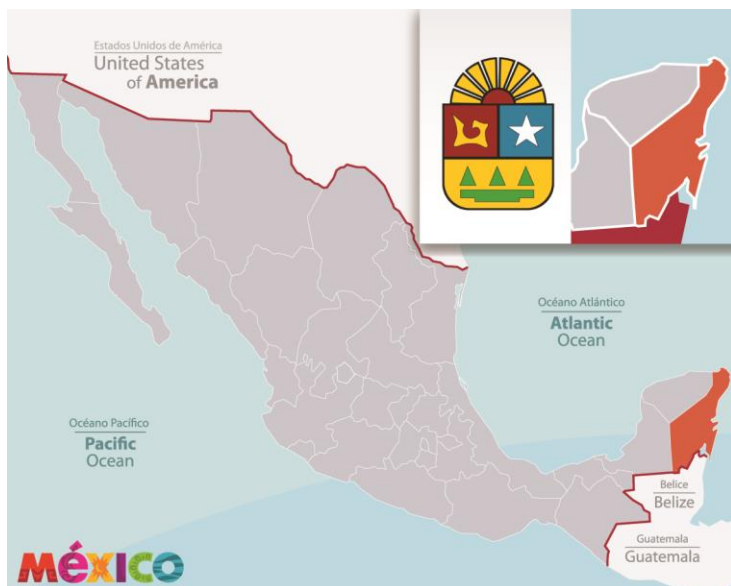 Estados Unidos de América
United States
of America
Océano Atlántico
Atlantic
Ocean
Océano Pacífico
Pacific
Ocean
Belice
Belize
Guatemala
Guatemala
México